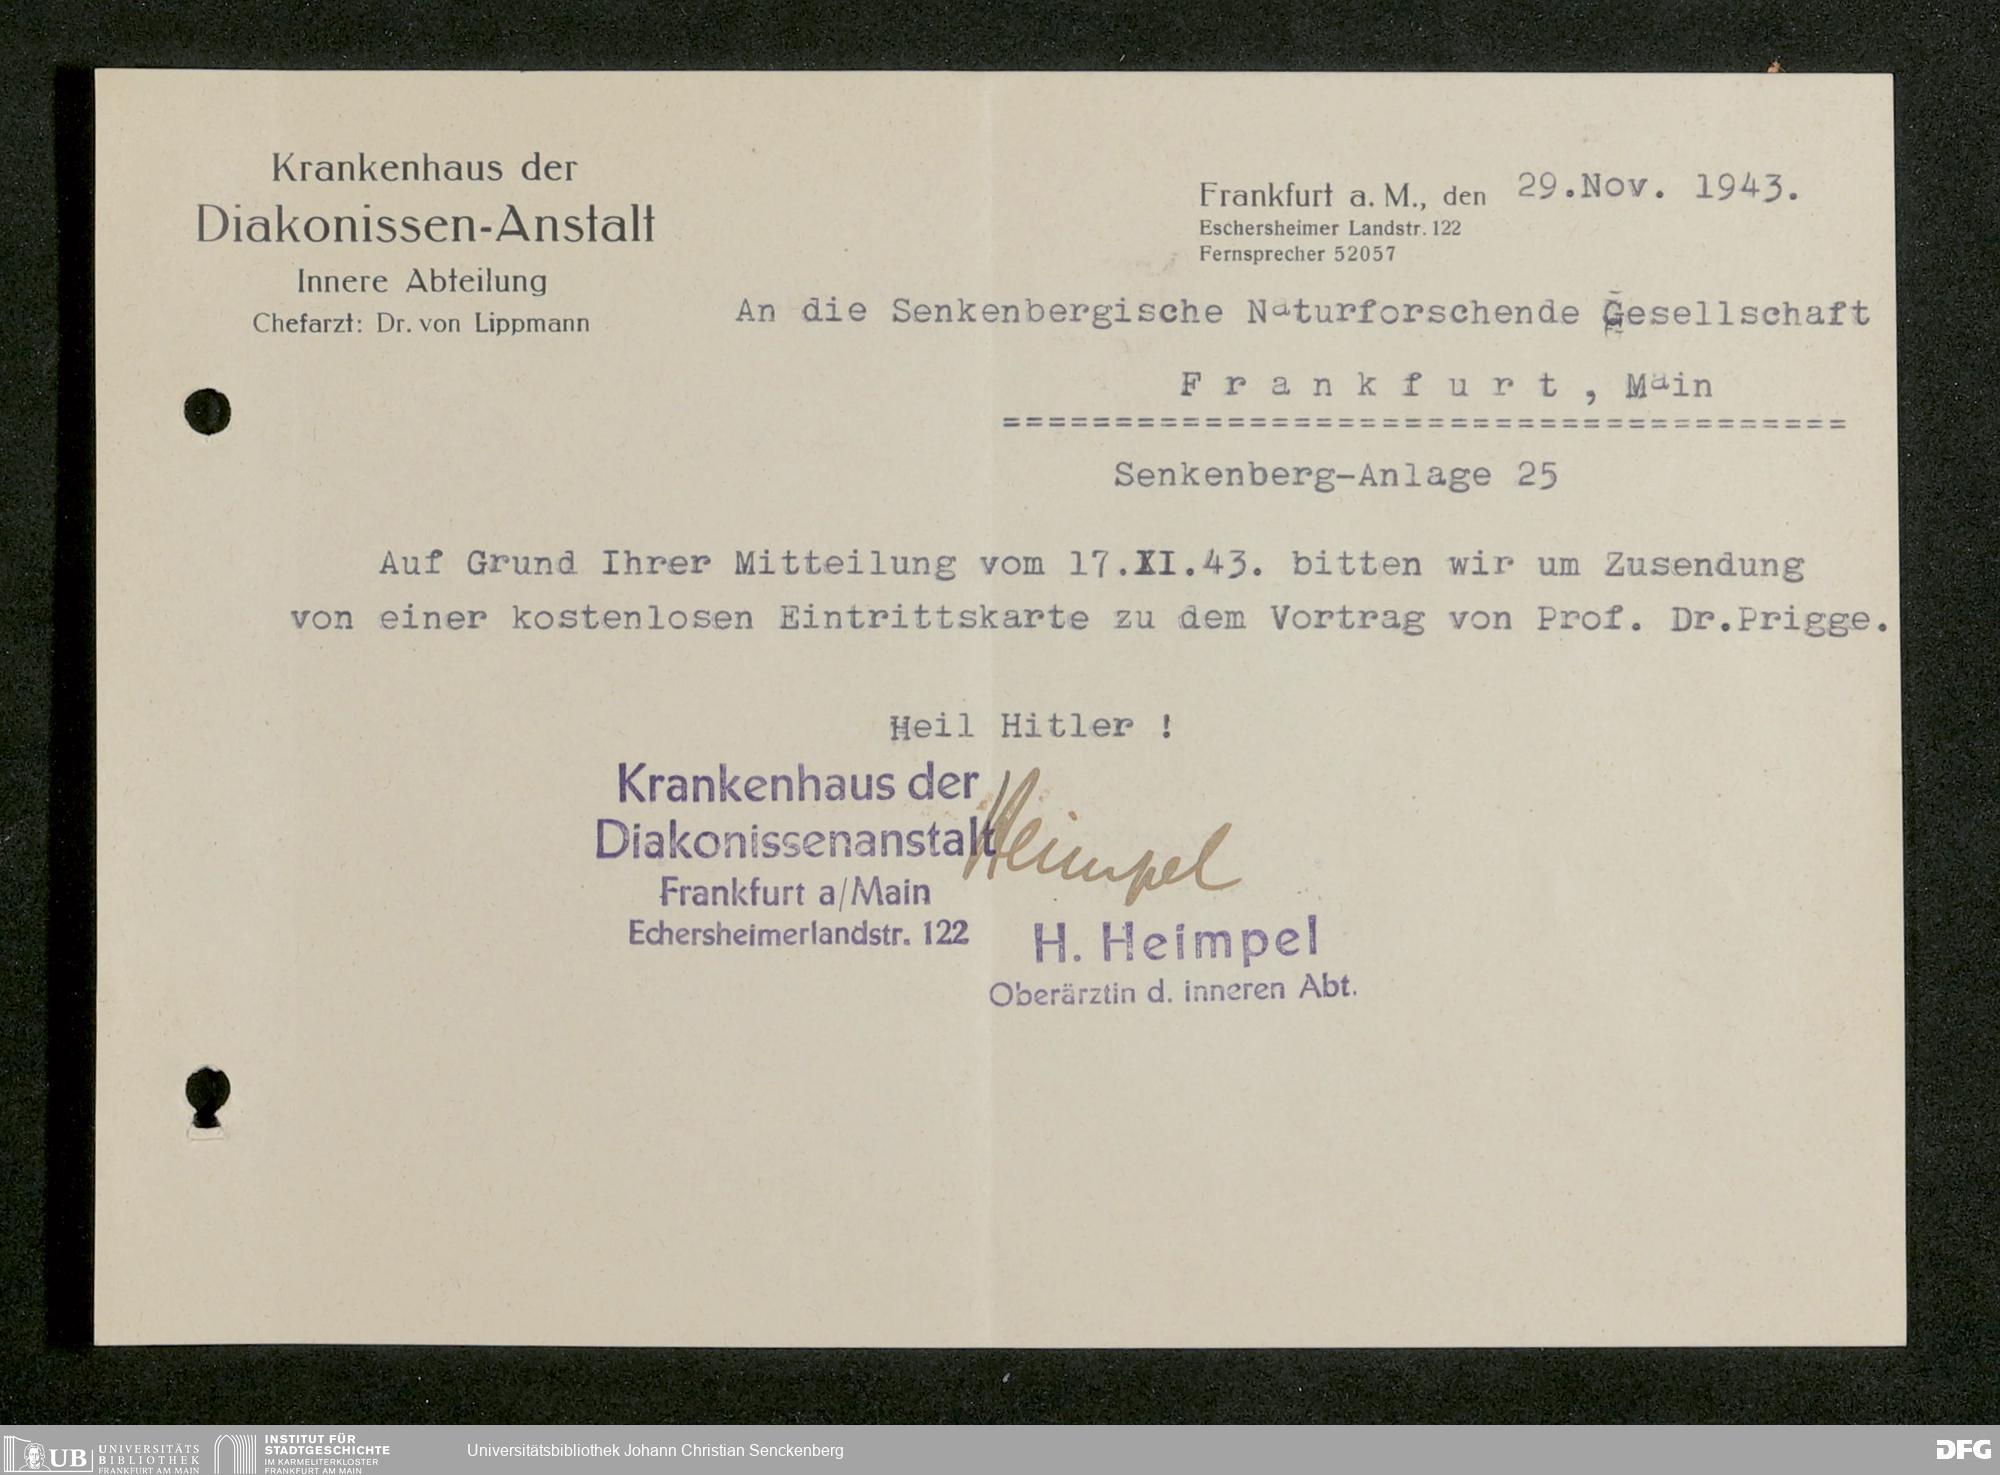 Krankenhaus der
Diakonissen-Anstalt
Innere Abteilung
Chefarzt: Dr. von Lippmann
Frankfurt a. M., den 29.Nov. 1943.
Eschersheimer Landstr. 122
Fernsprecher 52057
An die Senkenbergische Naturforschende Gesellschaft
F r a n k f u r t , Main
======================================
Senkenberg-Anlage 25
Auf Grund Ihrer Mitteilung vom 17.XI.43. bitten wir um Zusendung
von einer kostenlosen Eintrittskarte zu dem Vortrag von Prof. Dr.Prigge.
Heil Hitler !
Krankenhaus der
Diakonissenanstalt
Frankfurt a/Main
Echersheimerlandstr. 122
Heimpel
H. Heimpel
Oberärztin d. inneren Abt.
UB UNIVERSITÄTS
BIBLIOTHEK
FRANKFURT AM MAIN
INSTITUT FÜR
STADTGESCHICHTE
IM KARMELITERKLOSTER
FRANKFURT AM MAIN
Universitätsbibliothek Johann Christian Senckenberg
DFG